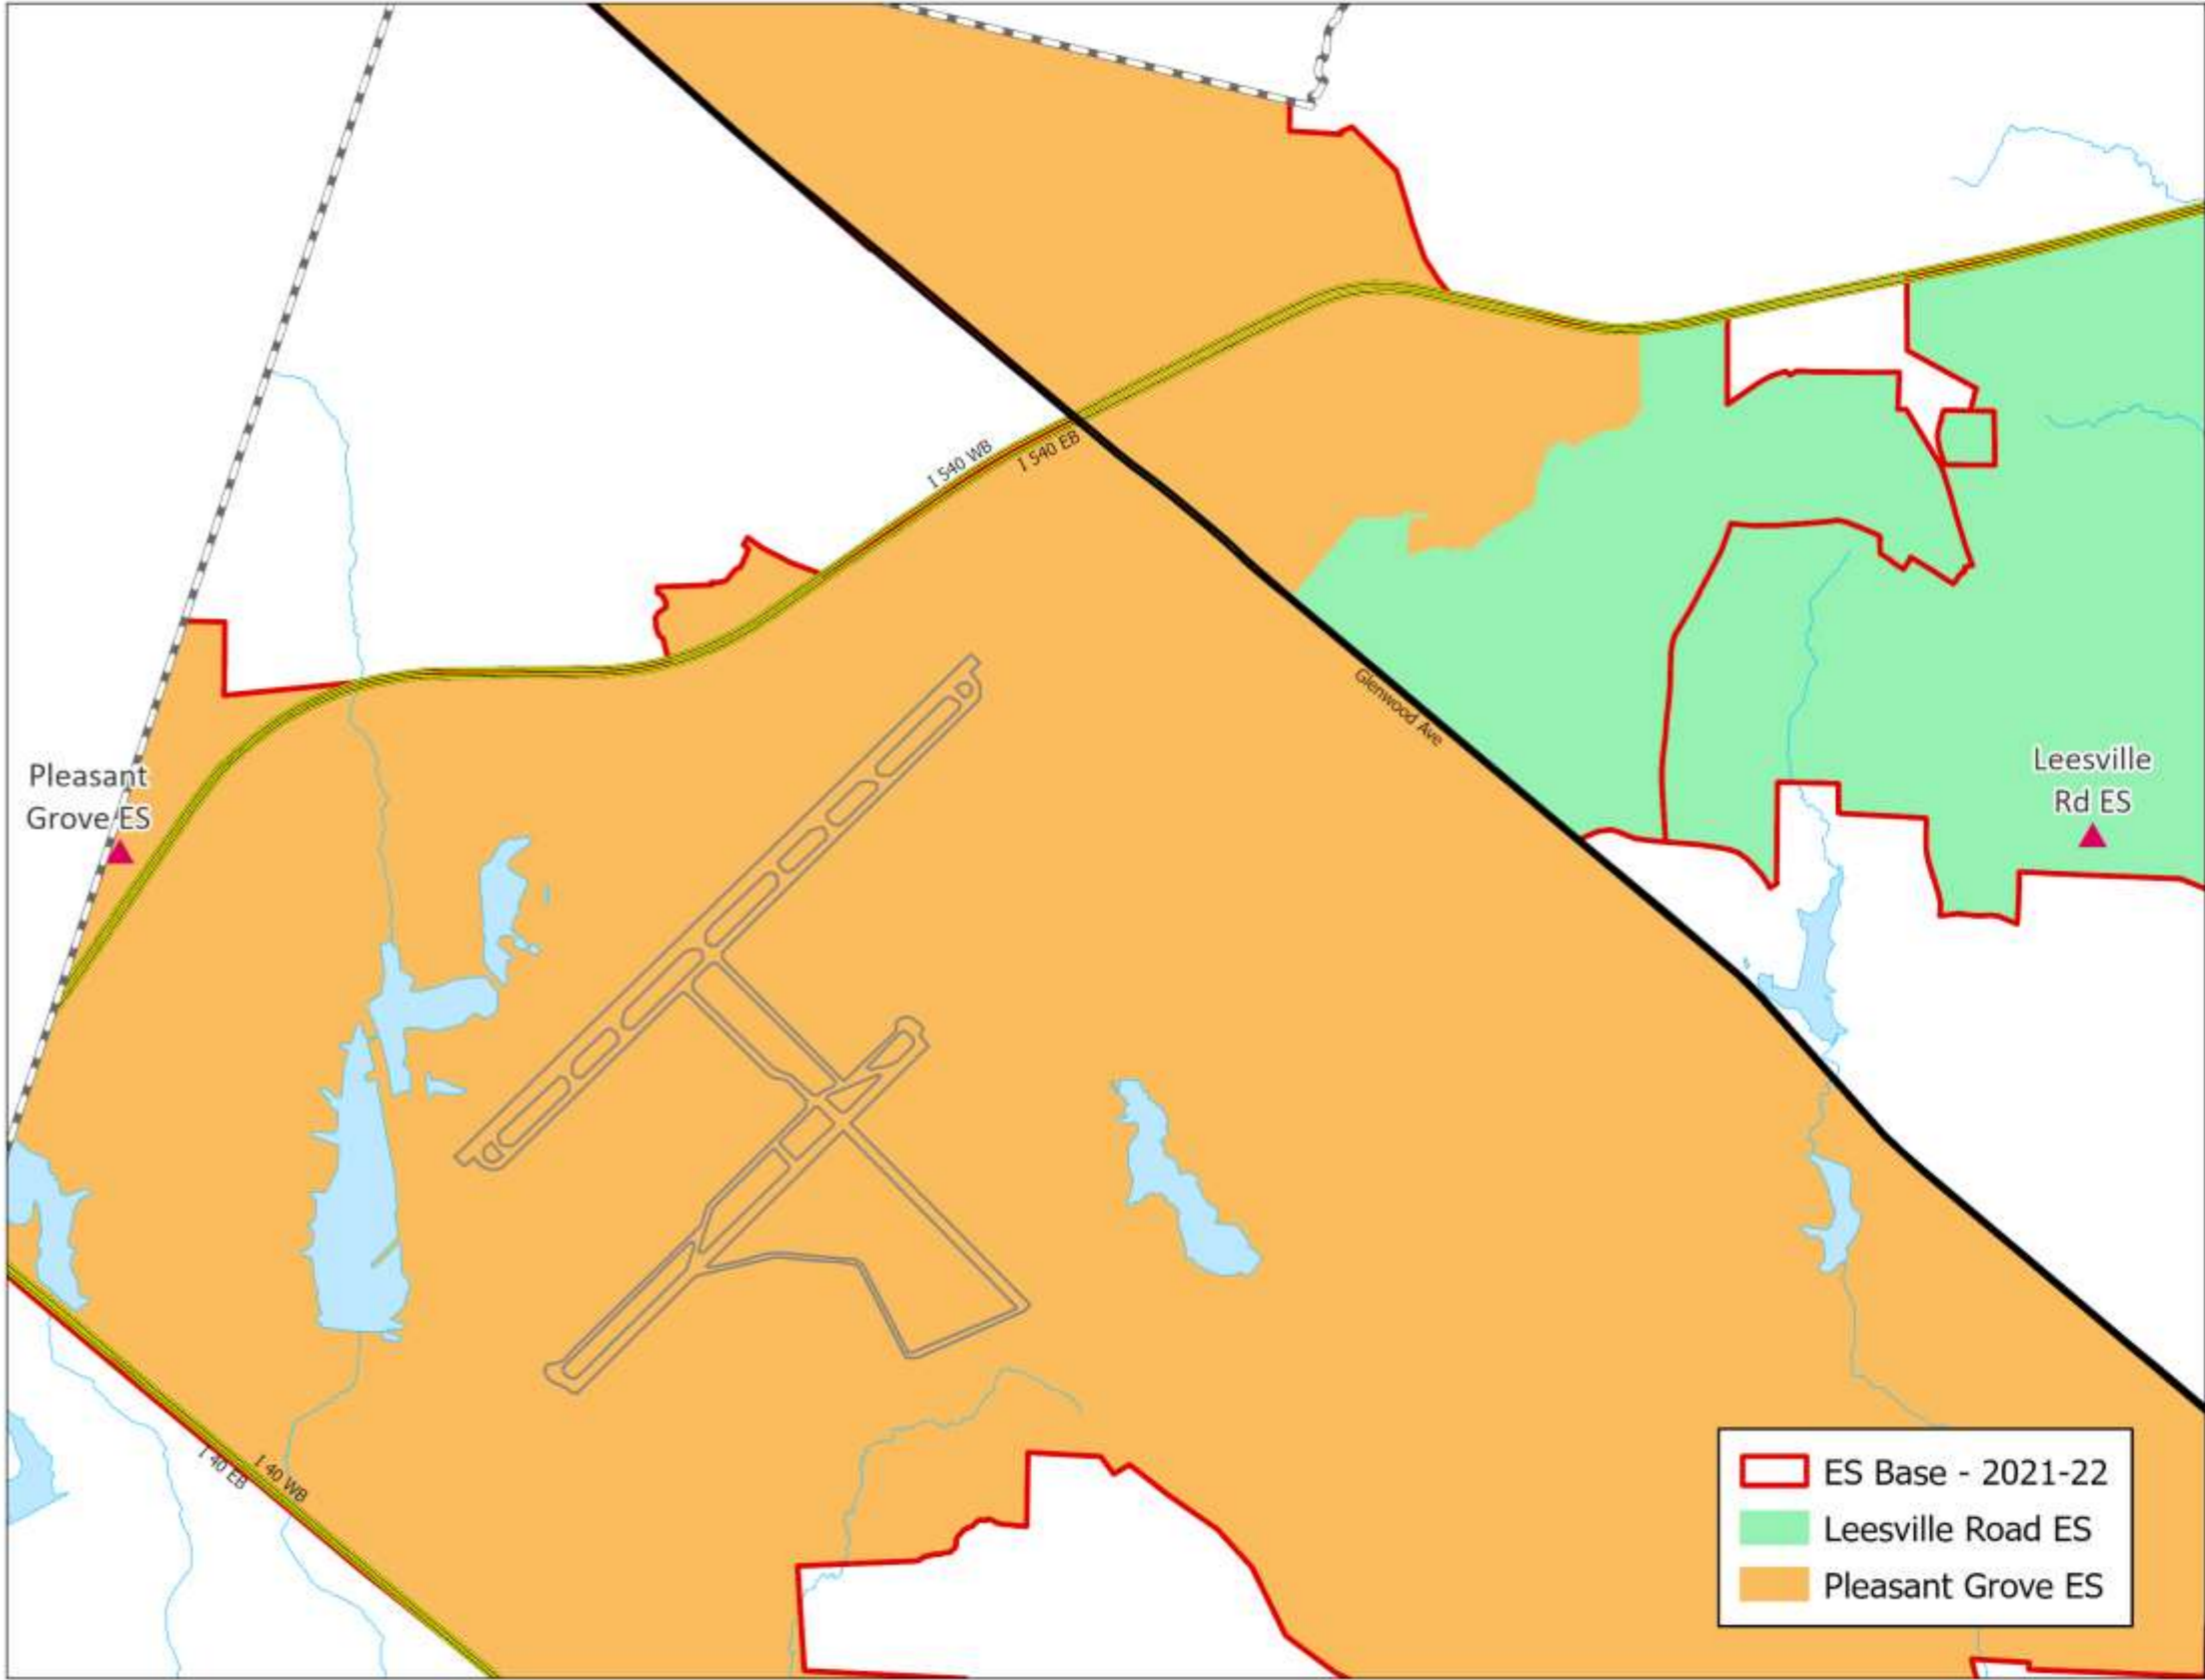 I 540 WB
I 540 EB
Glenwood Ave
Pleasant
Grove ES
Leesville
Rd ES
I 40 EB
I 40 WB
ES Base - 2021-22
Leesville Road ES
Pleasant Grove ES